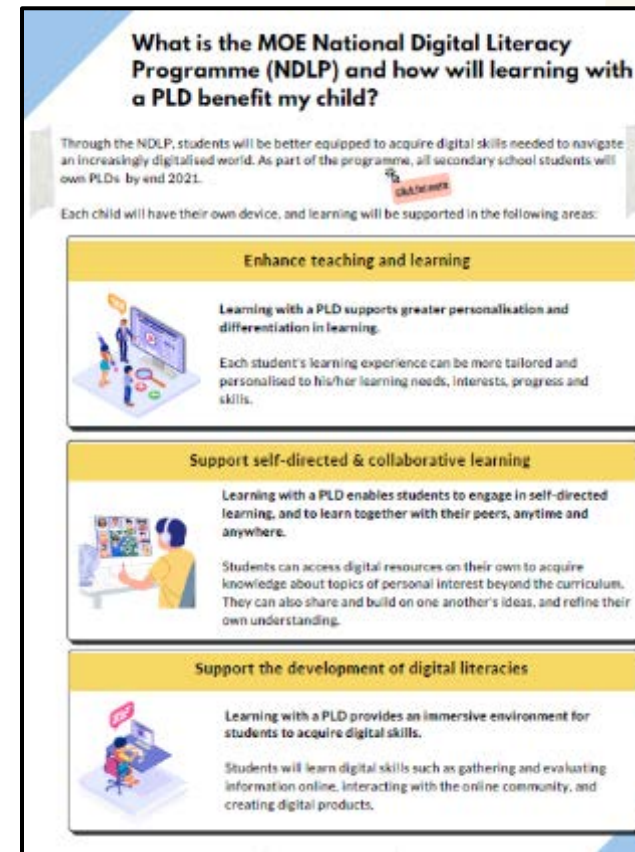 What is the MOE National Digital Literacy
Programme (NDLP) and how will learning with
a PLD benefit my child?
Through the NDLP, students will be better equipped to acquire digital skills needed to navigate
an increasingly digitalised world. As part of the programme, all secondary school students will
own PLDs by end 2021.
Click for more
Each child will have their own device, and learning will be supported in the following areas:
Enhance teaching and learning
Learning with a PLD supports greater personalisation and
differentiation in learning.
Each student's learning experience can be more tailored and
personalised to his/her learning needs, interests, progress and
skills.
Support self-directed & collaborative learning
Learning with a PLD enables students to engage in self-directed
learning, and to learn together with their peers, anytime and
anywhere.
Students can access digital resources on their own to acquire
knowledge about topics of personal interest beyond the curriculum.
They can also share and build on one another's ideas, and refine their
own understanding.
Support the development of digital literacies
Learning with a PLD provides an immersive environment for
students to acquire digital skills.
Students will learn digital skills such as gathering and evaluating
information online, interacting with the online community, and
creating digital products.